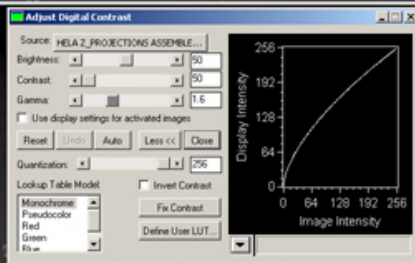 Adjust Digital Contrast
Source: HELA 2_PROJECTIONS ASSEMBLE...
Brightness: 50
Contrast: 50
Gamma: 1.6
Use display settings for activated images
Reset Undo Auto Less << Close
Quantization: 256
Lookup Table Model:
Invert Contrast
Monochrome
Pseudocolor
Red
Green
Blue
Fix Contrast
Define User LUT...
Display Intensity
256
192
128
64
0
0 64 128 192 256
Image Intensity